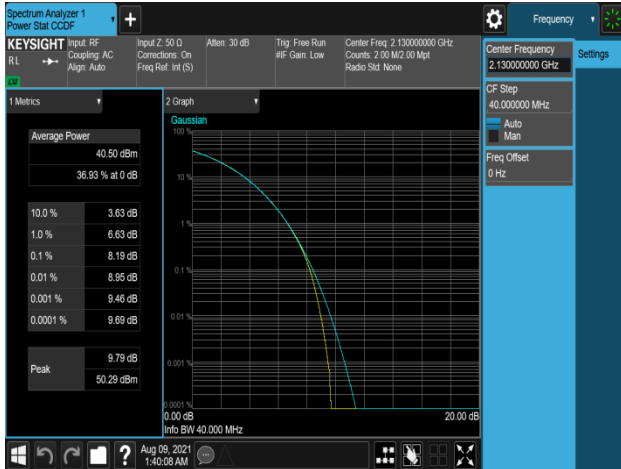 Spectrum Analyzer 1
Power Stat CCDF
Frequency
KEYSIGHT
RL
LXI
Input: RF
Coupling: AC
Align: Auto
Input Z: 50 Ω
Corrections: On
Freq Ref: Int (S)
Atten: 30 dB
Trig: Free Run
#IF Gain: Low
Center Freq: 2.130000000 GHz
Counts: 2.00 M/2.00 Mpt
Radio Std: None
Center Frequency
2.130000000 GHz
Settings
CF Step
40.000000 MHz
Auto
Man
Freq Offset
0 Hz
1 Metrics
Average Power
40.50 dBm
36.93 % at 0 dB
10.0 % 3.63 dB
1.0 % 6.63 dB
0.1 % 8.19 dB
0.01 % 8.95 dB
0.001 % 9.46 dB
0.0001 % 9.69 dB
Peak
9.79 dB
50.29 dBm
2 Graph
Gaussian
100 %
10 %
1 %
0.1 %
0.01 %
0.001 %
0.0001 %
0.00 dB 20.00 dB
Info BW 40.000 MHz
?
Aug 09, 2021
1:40:08 AM